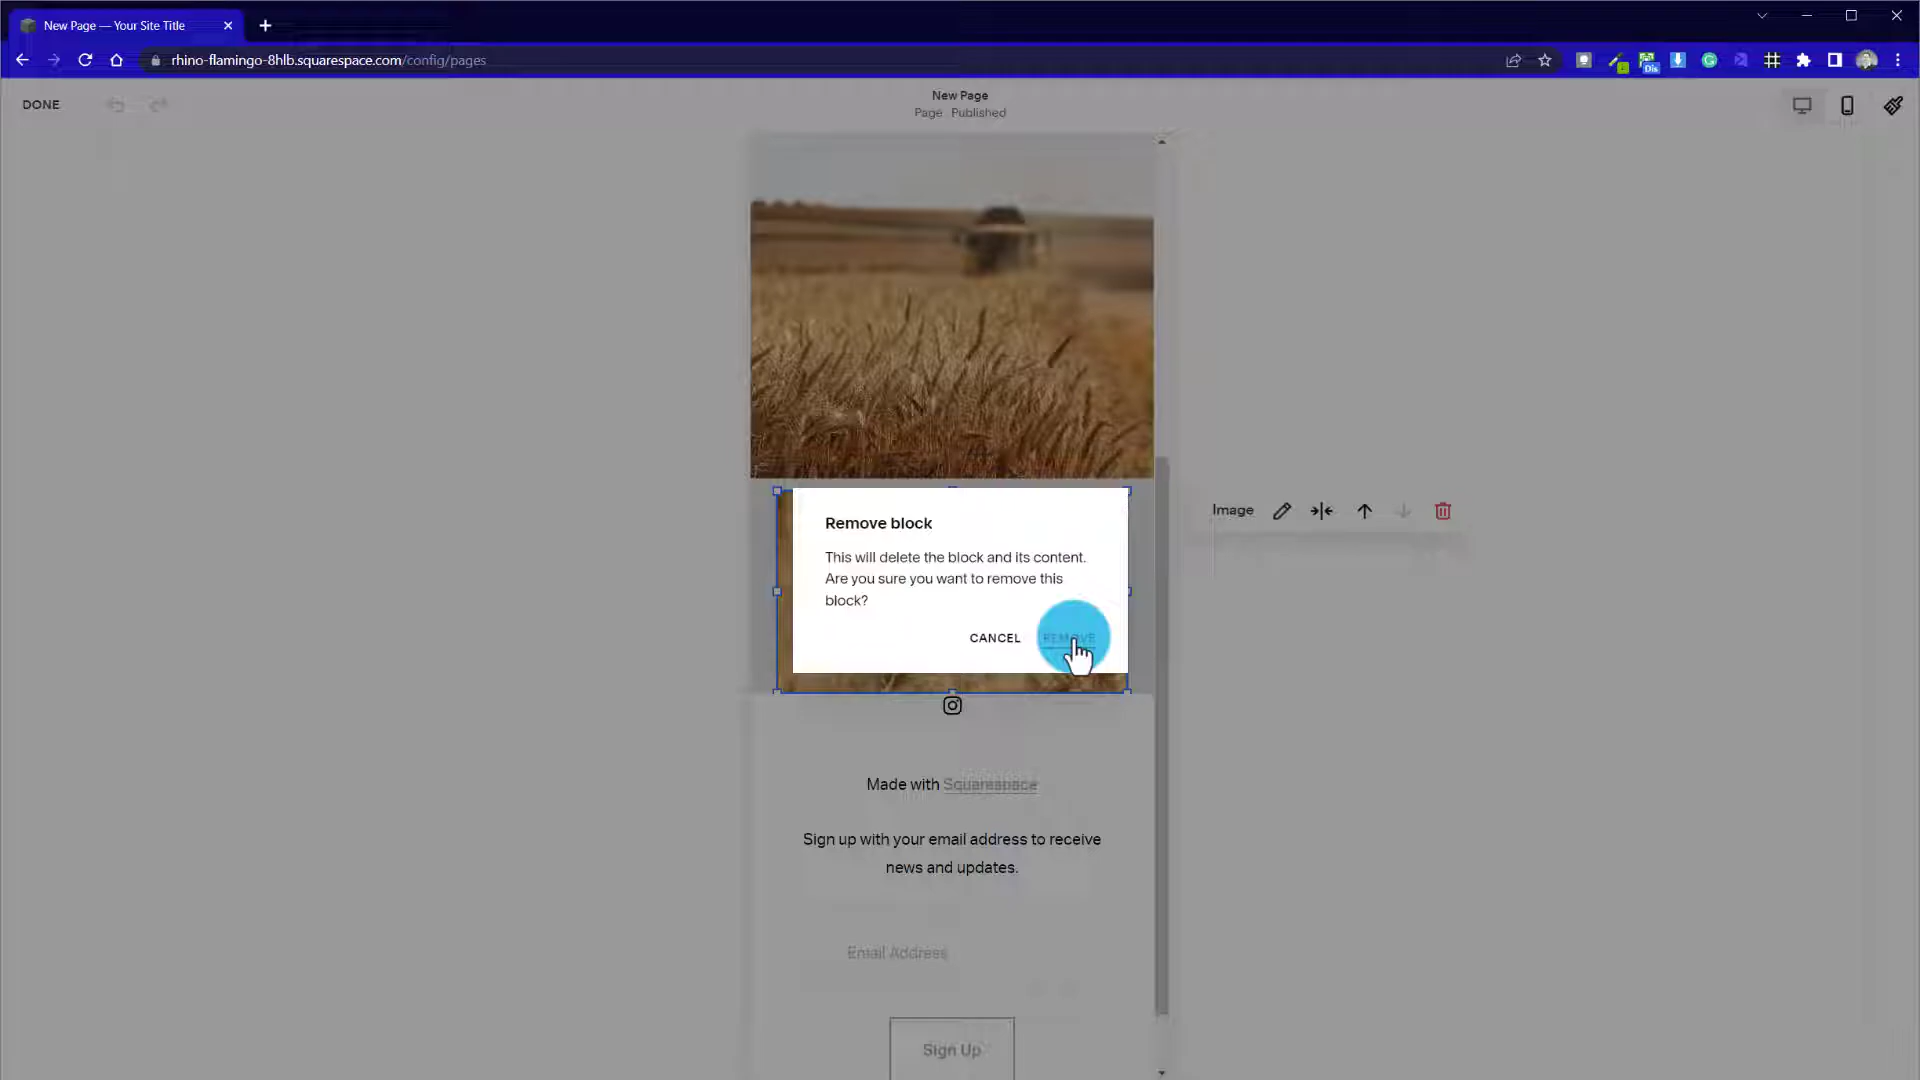 New Page — Your Site Title
rhino-flamingo-8hlb.squarespace.com/config/pages
Dis
DONE
New Page
Page Published
Image
Remove block
This will delete the block and its content.
Are you sure you want to remove this
block?
CANCEL REMOVE
Made with Squarespace
Sign up with your email address to receive
news and updates.
Email Address
Sign Up